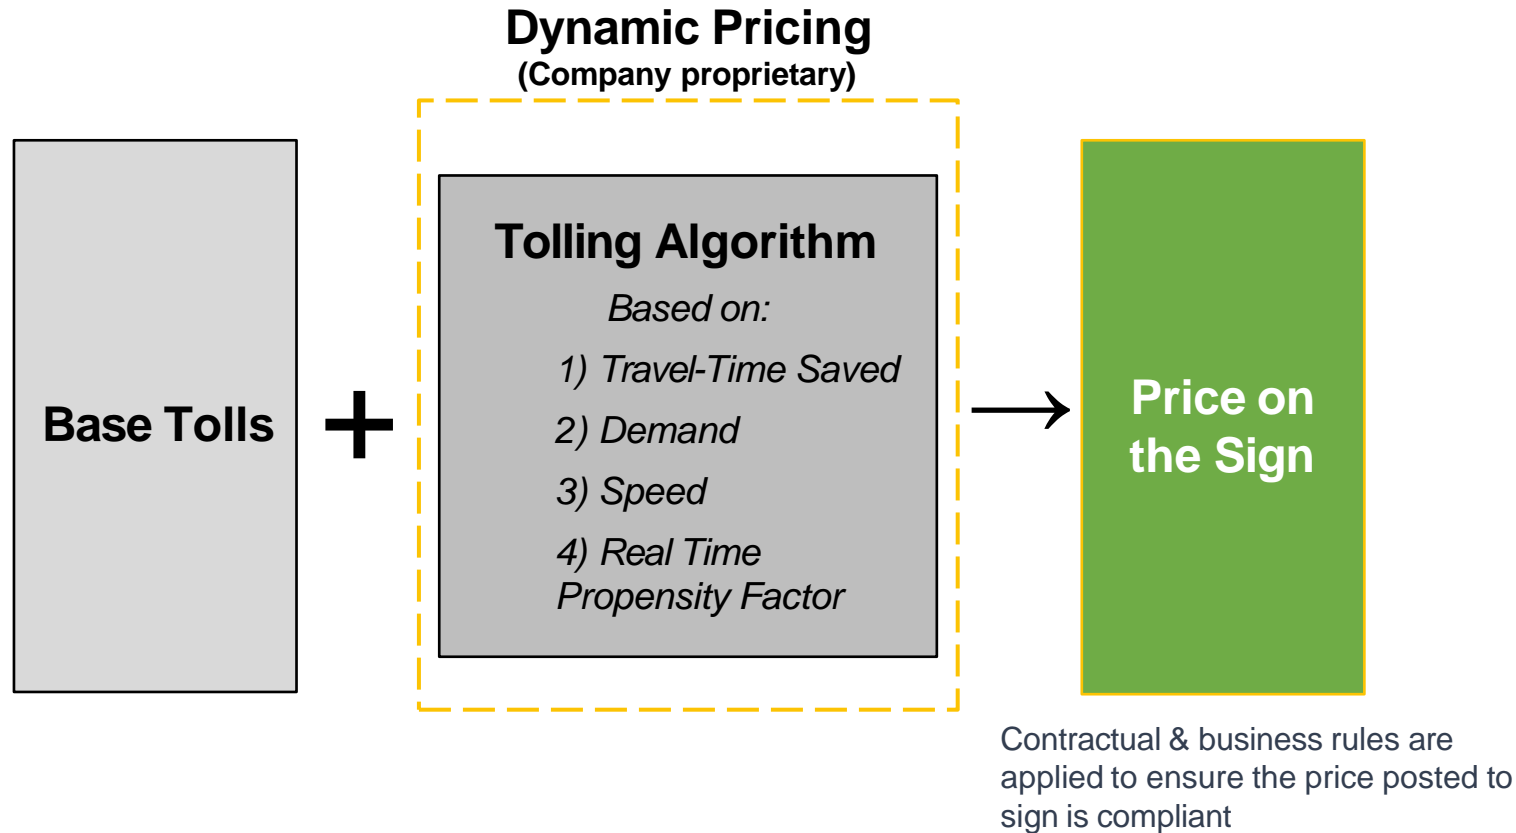 Dynamic Pricing
(Company proprietary)
Base Tolls
+
Tolling Algorithm
Based on:
1) Travel-Time Saved
2) Demand
3) Speed
4) Real Time
Propensity Factor
→
Price on
the Sign
Contractual & business rules are
applied to ensure the price posted to
sign is compliant